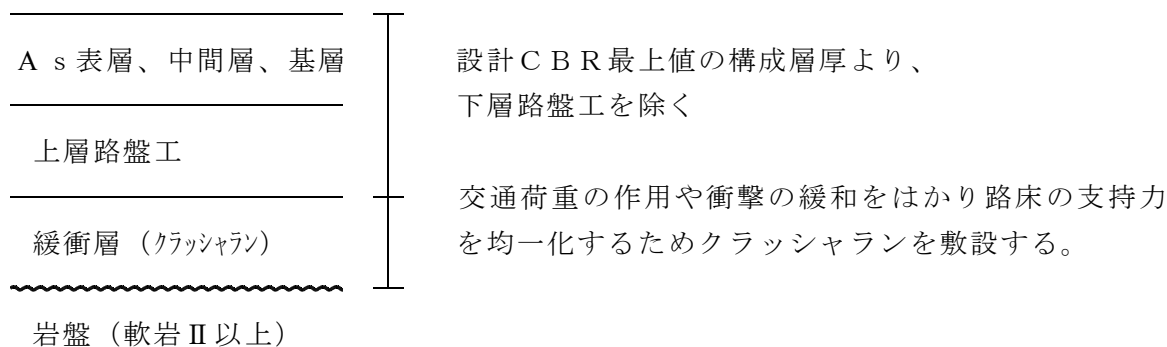 Ａｓ表層、中間層、基層
設計ＣＢＲ最上値の構成層厚より、
下層路盤工を除く
上層路盤工
交通荷重の作用や衝撃の緩和をはかり路床の支持力
を均一化するためクラッシャランを敷設する。
緩衝層（ｸﾗｯｼｬﾗﾝ）
岩盤（軟岩Ⅱ以上）